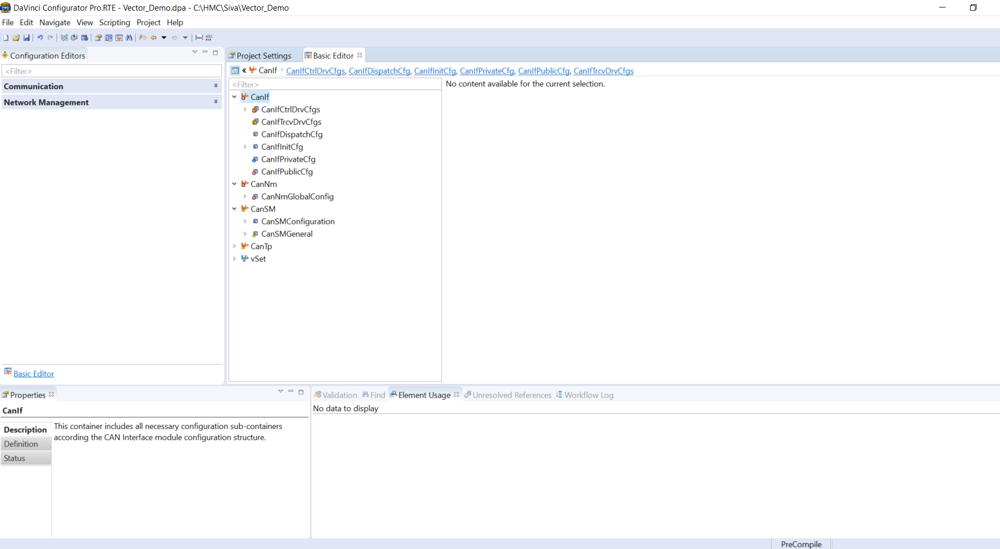 DaVinci Configurator Pro.RTE - Vector_Demo.dpa - C:\HMC\Siva\Vector_Demo
File Edit Navigate View Scripting Project Help
Configuration Editors
<Filter>
Communication
Network Management
Basic Editor
Project Settings
Basic Editor
« CanIf CanIfCtrlDrvCfgs, CanIfDispatchCfg, CanIfInitCfg, CanIfPrivateCfg, CanIfPublicCfg, CanIfTrcvDrvCfgs
<Filter>
CanIf
CanIfCtrlDrvCfgs
CanIfTrcvDrvCfgs
CanIfDispatchCfg
CanIfInitCfg
CanIfPrivateCfg
CanIfPublicCfg
CanNm
CanNmGlobalConfig
CanSM
CanSMConfiguration
CanSMGeneral
CanTp
vSet
No content available for the current selection.
Properties
CanIf
Description
Definition
Status
This container includes all necessary configuration sub-containers
according the CAN Interface module configuration structure.
Validation Find Element Usage Unresolved References Workflow Log
No data to display
PreCompile